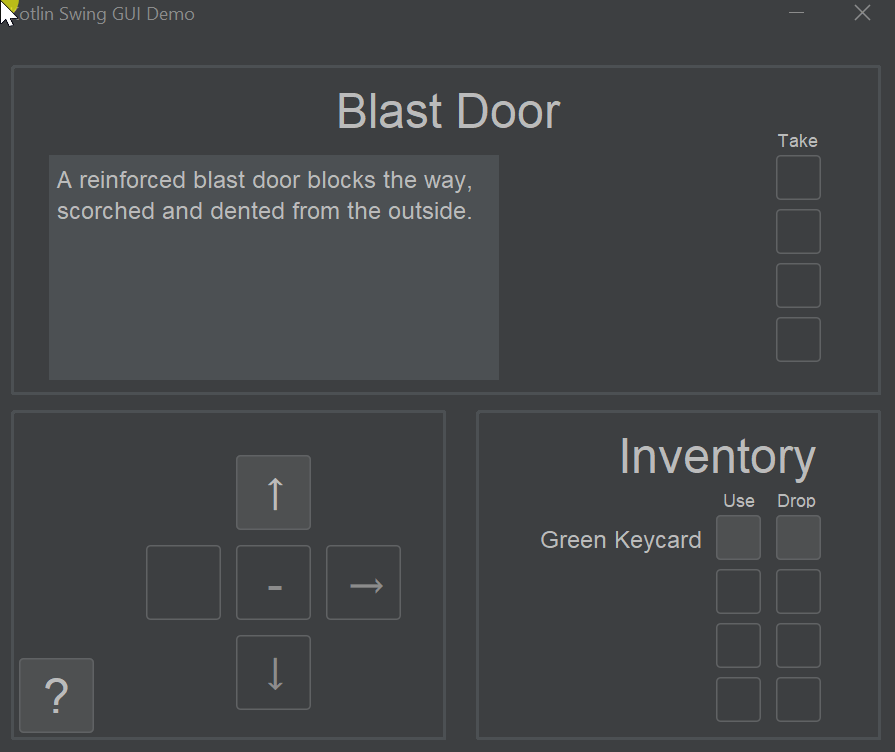 otlin Swing GUI Demo
Blast Door
Take
A reinforced blast door blocks the way,
scorched and dented from the outside.
↑
-
→
↓
?
Inventory
Use Drop
Green Keycard